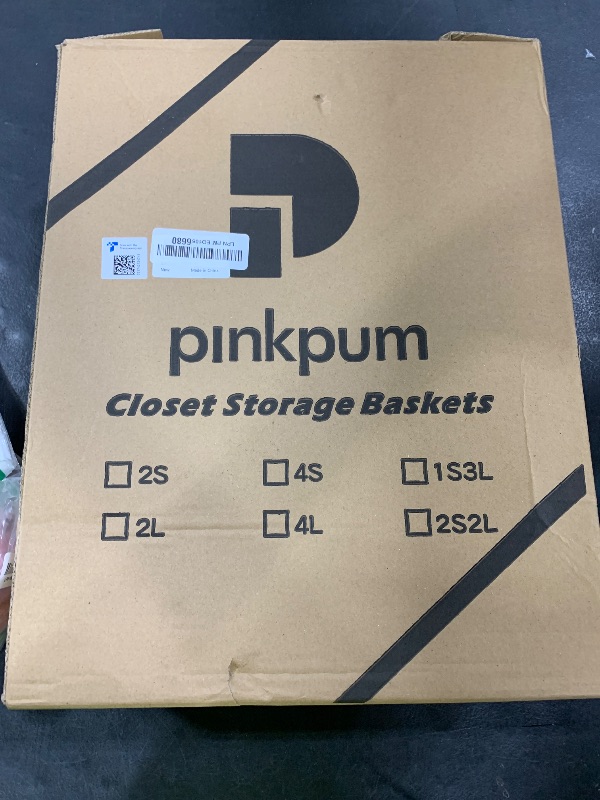 pinkpum
Closet Storage Baskets
2S 4S 1S3L
2L 4L 2S2L